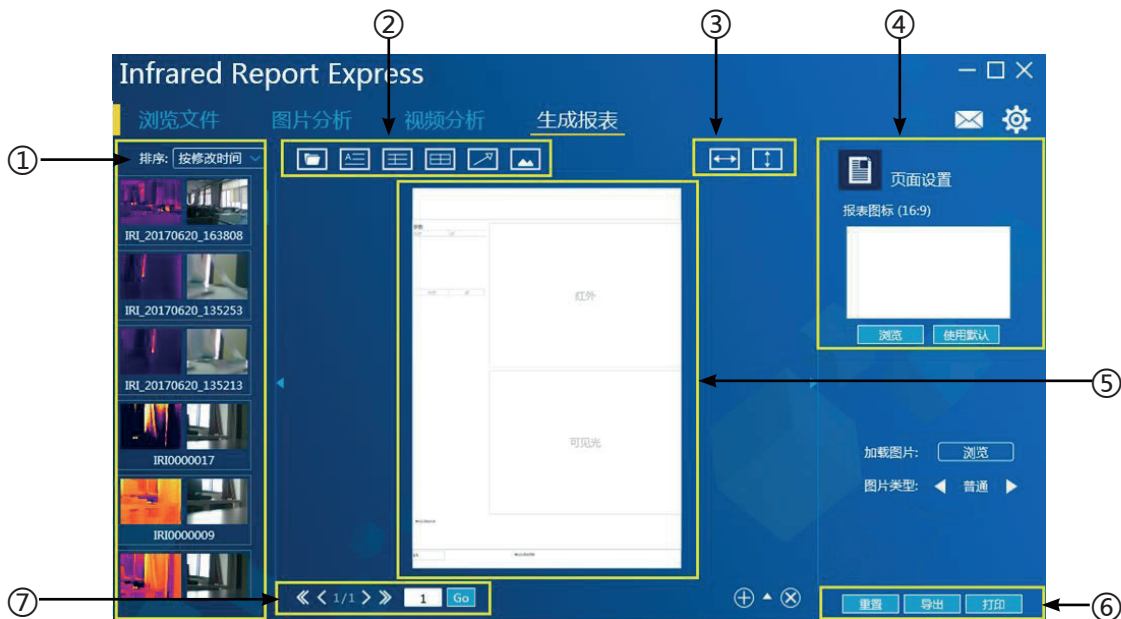 ② ③ ④
Infrared Report Express
浏览文件 图片分析 视频分析 生成报表
① 排序: 按修改时间
页面设置
报表图标 (16:9)
IRI_20170620_163808
参数
红外
IRI_20170620_135253
浏览 使用默认
IRI_20170620_135213
⑤
可见光
加载图片: 浏览
IRI0000017
图片类型: 普通
IRI0000009
⑦ 1/1 1 Go
重置 导出 打印 ⑥